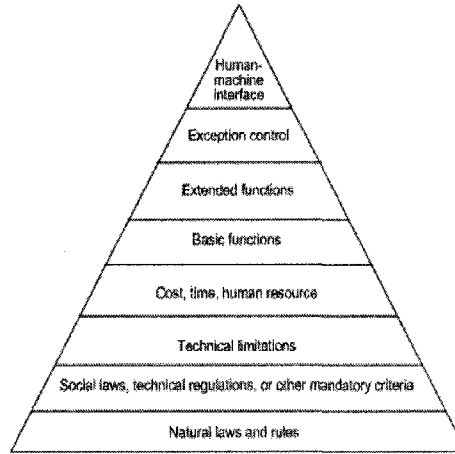 Human-
machine
interface
Exception control
Extended functions
Basic functions
Cost, time, human resource
Technical limitations
Social laws, technical regulations, or other mandatory criteria
Natural laws and rules